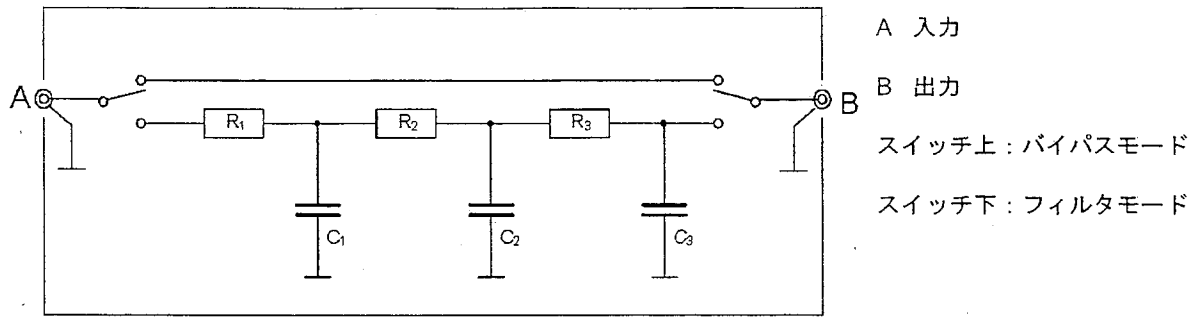 A 入力
B 出力
スイッチ上：バイパスモード
スイッチ下：フィルタモード
A
B
R₁
R₂
R₃
C₁
C₂
C₃